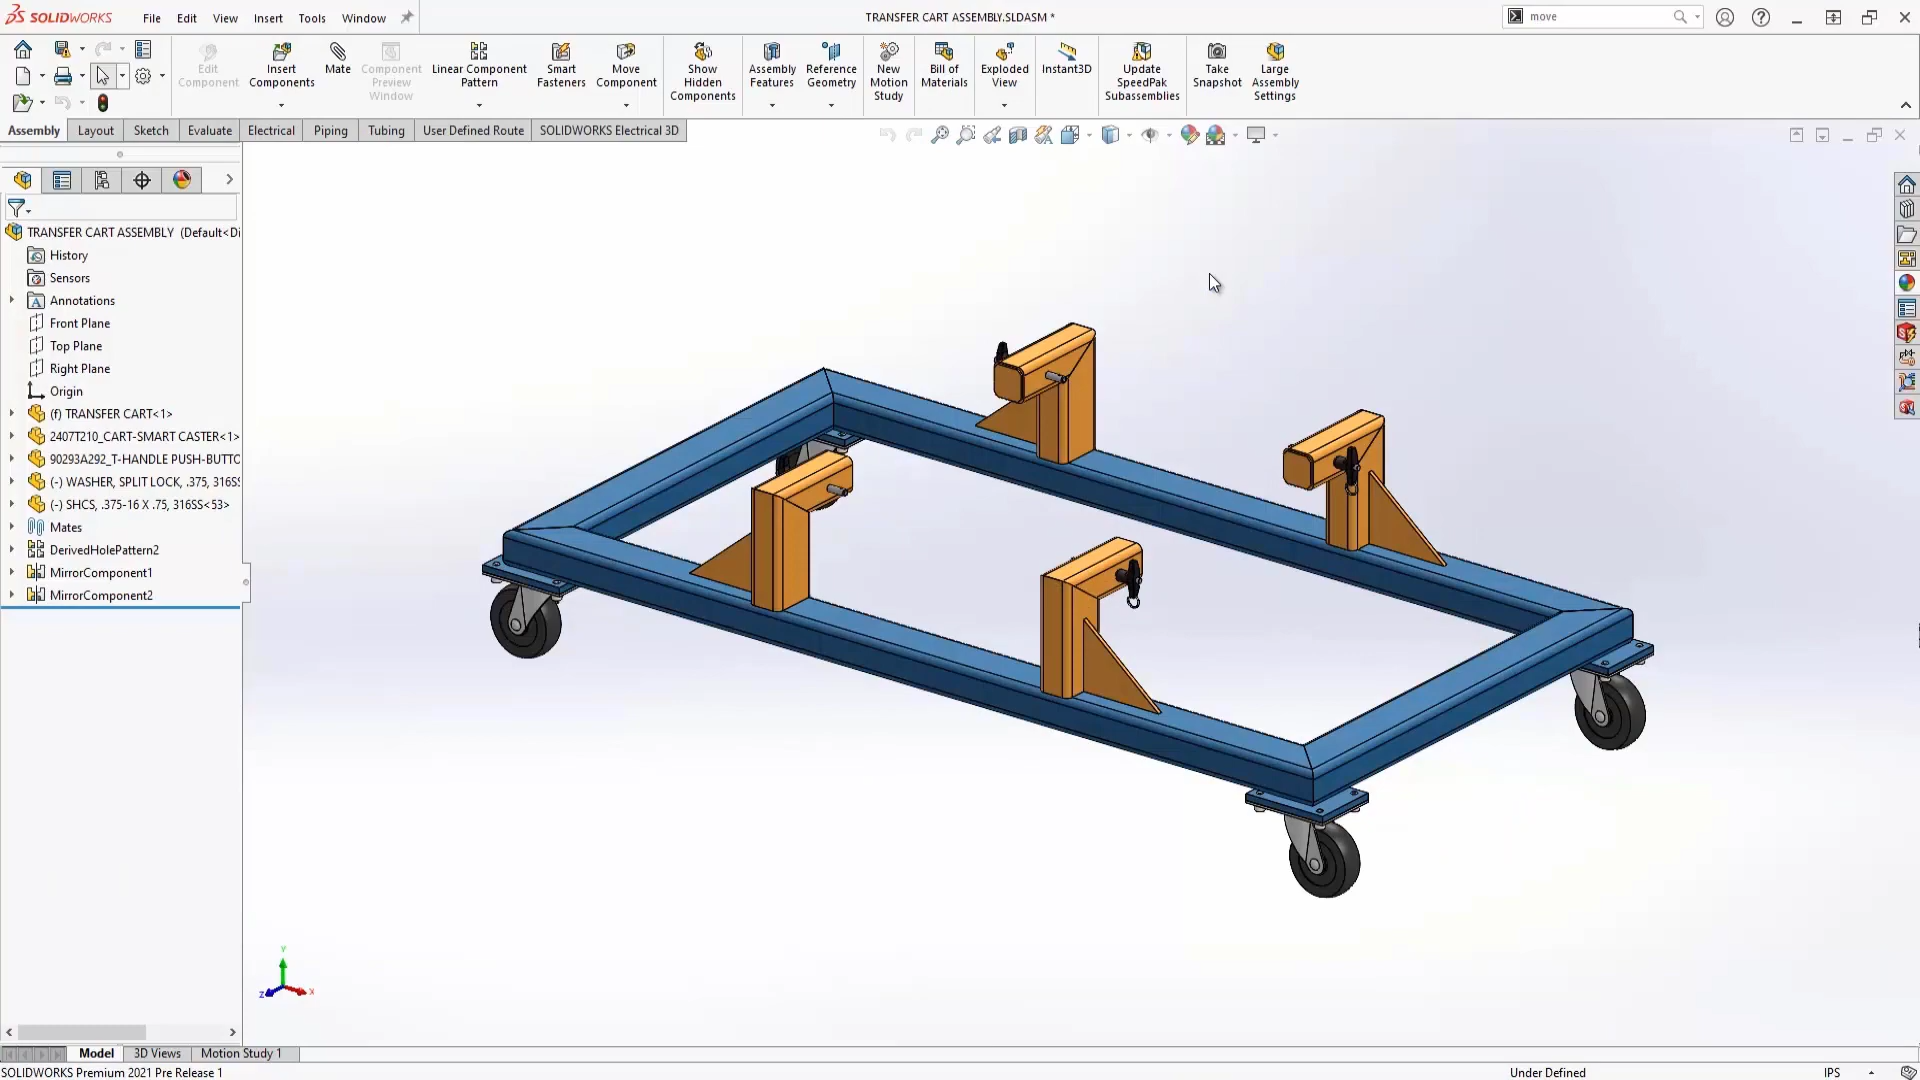 SOLIDWORKS File Edit View Insert Tools Window
TRANSFER CART ASSEMBLY.SLDASM *
move
Edit Component
Insert Components
Mate
Component Preview Window
Linear Component Pattern
Smart Fasteners
Move Component
Show Hidden Components
Assembly Features
Reference Geometry
New Motion Study
Bill of Materials
Exploded View
Instant3D
Update SpeedPak Subassemblies
Take Snapshot
Large Assembly Settings
Assembly Layout Sketch Evaluate Electrical Piping Tubing User Defined Route SOLIDWORKS Electrical 3D
TRANSFER CART ASSEMBLY (Default<Di
History
Sensors
Annotations
Front Plane
Top Plane
Right Plane
Origin
(f) TRANSFER CART<1>
2407T210_CART-SMART CASTER<1>
90293A292_T-HANDLE PUSH-BUTTO
(-) WASHER, SPLIT LOCK, .375, 316SS
(-) SHCS, .375-16 X .75, 316SS<53>
Mates
DerivedHolePattern2
MirrorComponent1
MirrorComponent2
Y
Z
X
Model 3D Views Motion Study 1
SOLIDWORKS Premium 2021 Pre Release 1
Under Defined
IPS